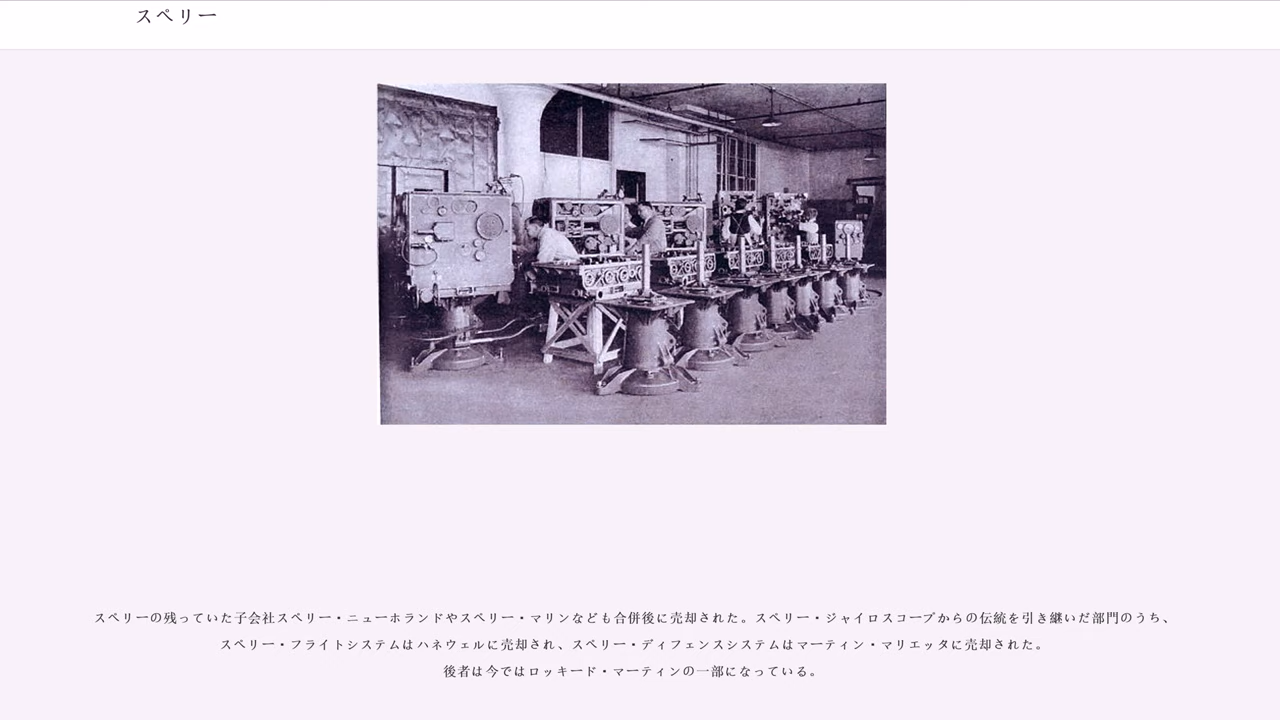 スペリー
スペリーの残っていた子会社スペリー・ニューホランドやスペリー・マリンなども合併後に売却された。スペリー・ジャイロスコープからの伝統を引き継いだ部門のうち、
スペリー・フライトシステムはハネウェルに売却され、スペリー・ディフェンスシステムはマーティン・マリエッタに売却された。
後者は今ではロッキード・マーティンの一部になっている。